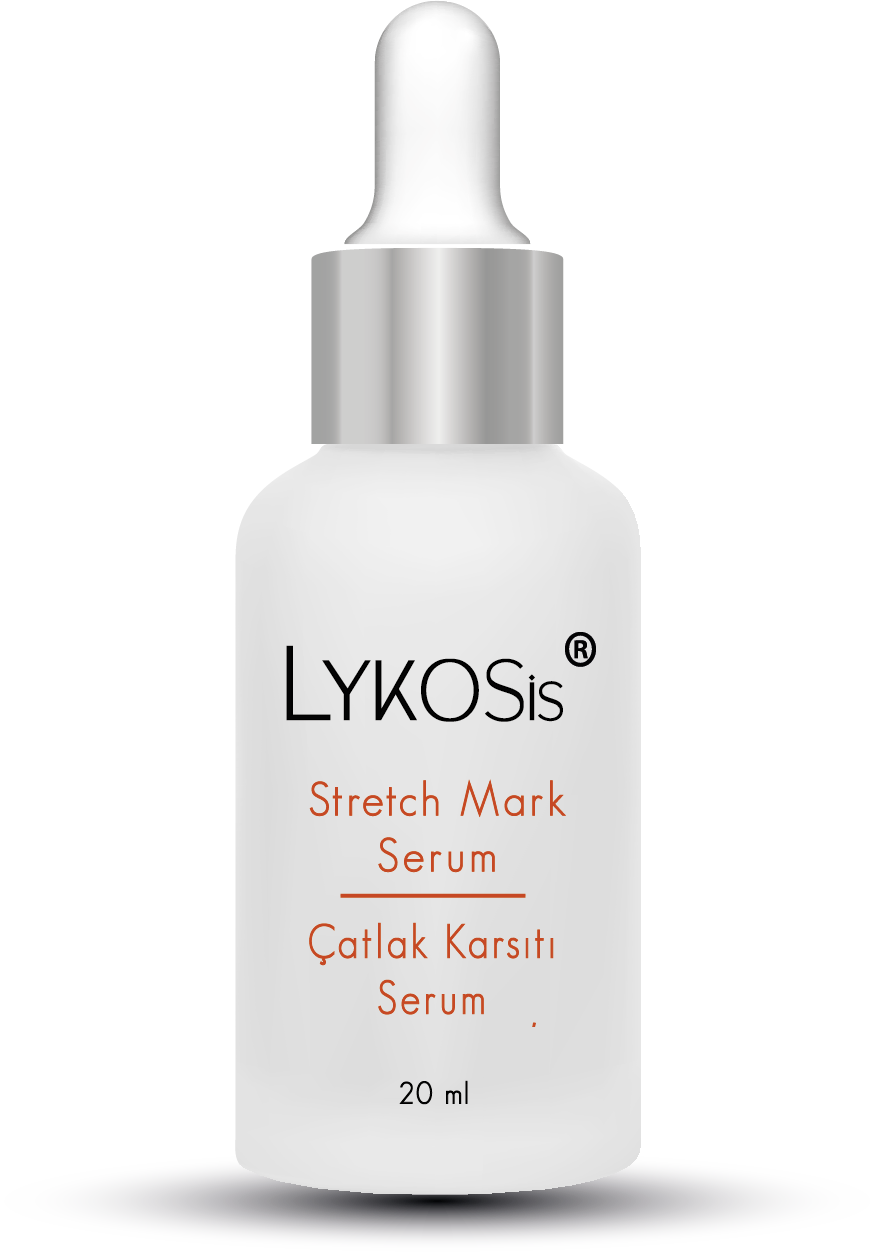 LYKOSis®
Stretch Mark
Serum
Çatlak Karsıtı
Serum
20 ml